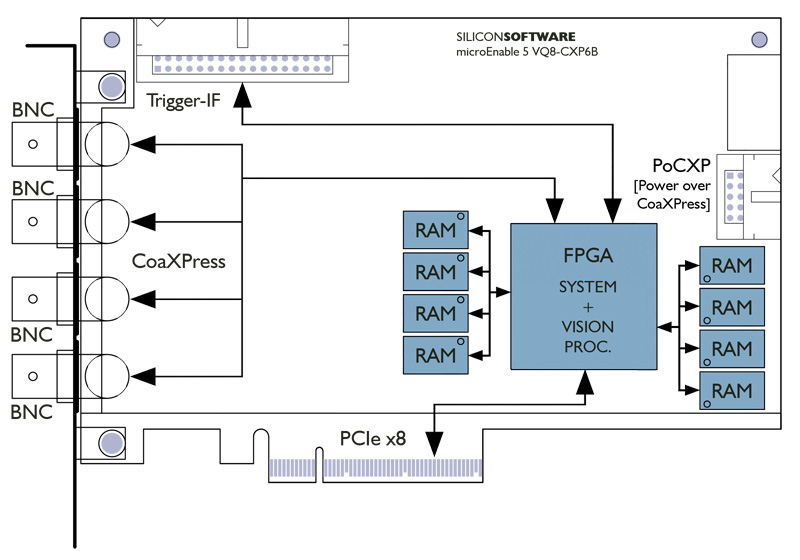 SILICONSOFTWARE
microEnable 5 VQ8-CXP6B
Trigger-IF
BNC
BNC
BNC
BNC
CoaXPress
PoCXP
[Power over
CoaXPress]
RAM
RAM
RAM
RAM
FPGA
SYSTEM
+
VISION
PROC.
RAM
RAM
RAM
RAM
PCIe x8